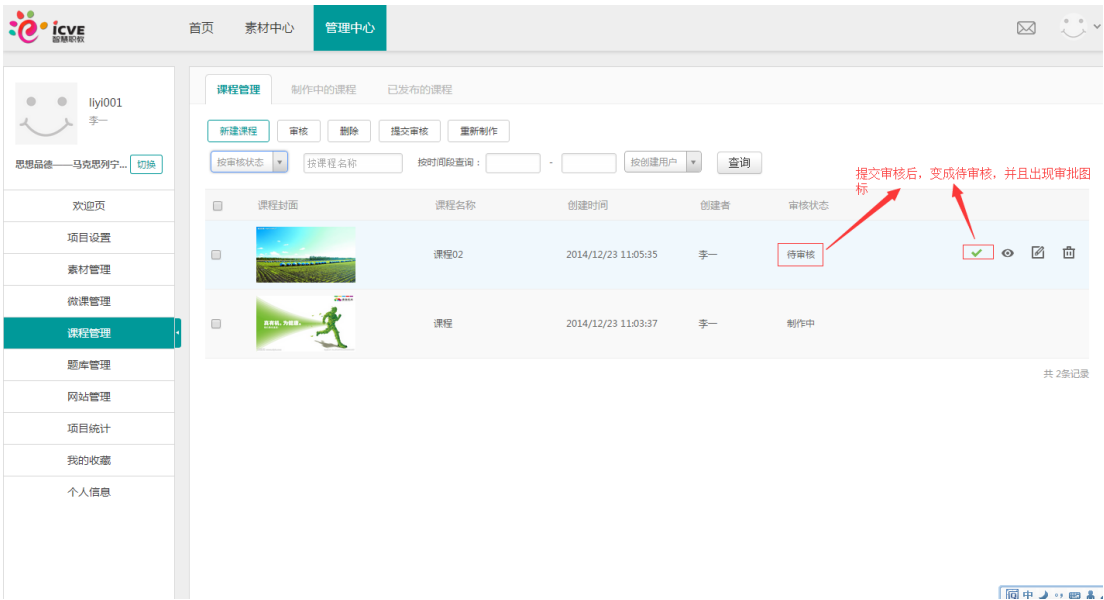 icve
智慧职教
首页
素材中心
管理中心
liyi001
李一
思想品德——马克思列宁...
切换
欢迎页
项目设置
素材管理
微课管理
课程管理
题库管理
网站管理
项目统计
我的收藏
个人信息
课程管理
制作中的课程
已发布的课程
新建课程
审核
删除
提交审核
重新制作
按审核状态
按课程名称
按时间段查询：
-
按创建用户
查询
提交审核后，变成待审核，并且出现审批图
标
课程封面
课程名称
创建时间
创建者
审核状态
课程02
2014/12/23 11:05:35
李一
待审核
课程
2014/12/23 11:03:37
李一
制作中
共 2条记录
中